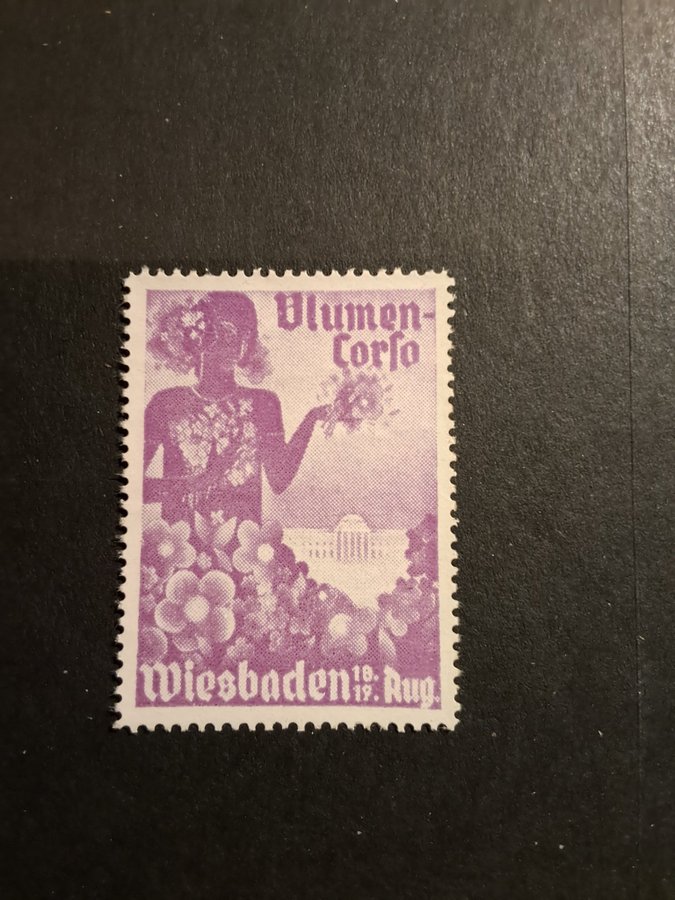 Blumen-
Corso
Wiesbaden 18. 19. Aug.